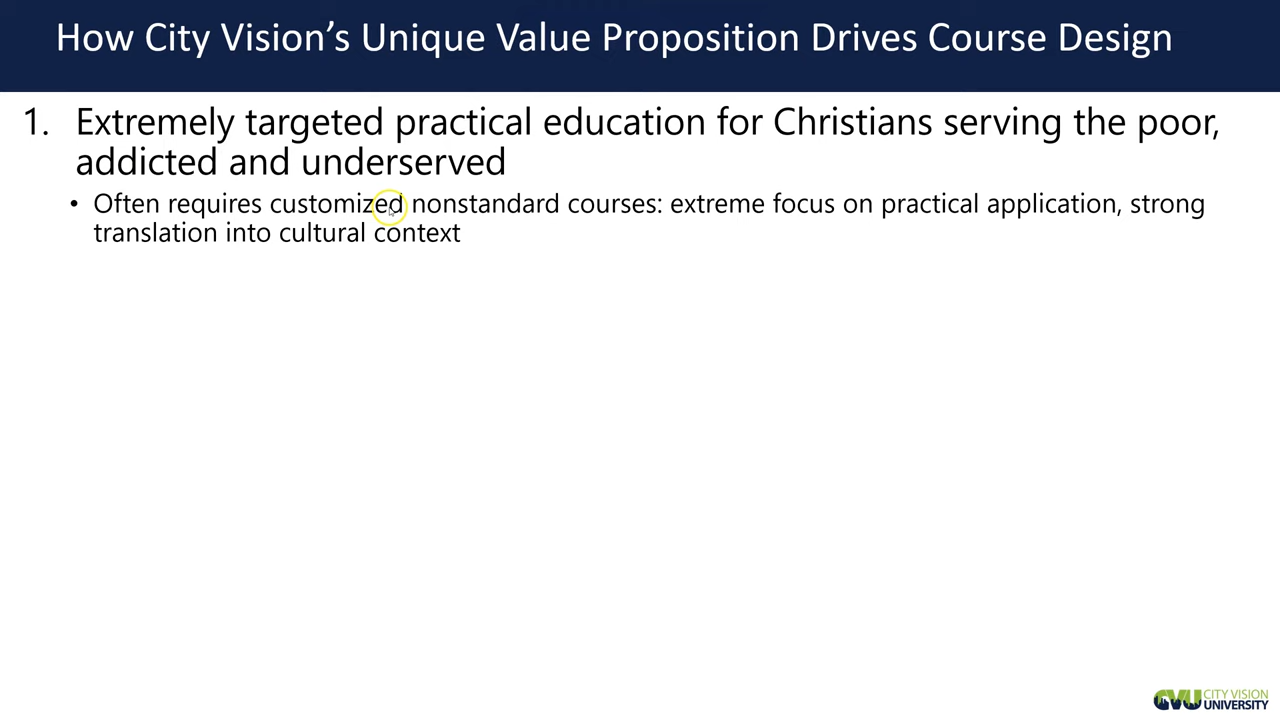 How City Vision’s Unique Value Proposition Drives Course Design
1. Extremely targeted practical education for Christians serving the poor,
addicted and underserved
• Often requires customized nonstandard courses: extreme focus on practical application, strong
translation into cultural context
CVU CITY VISION
UNIVERSITY